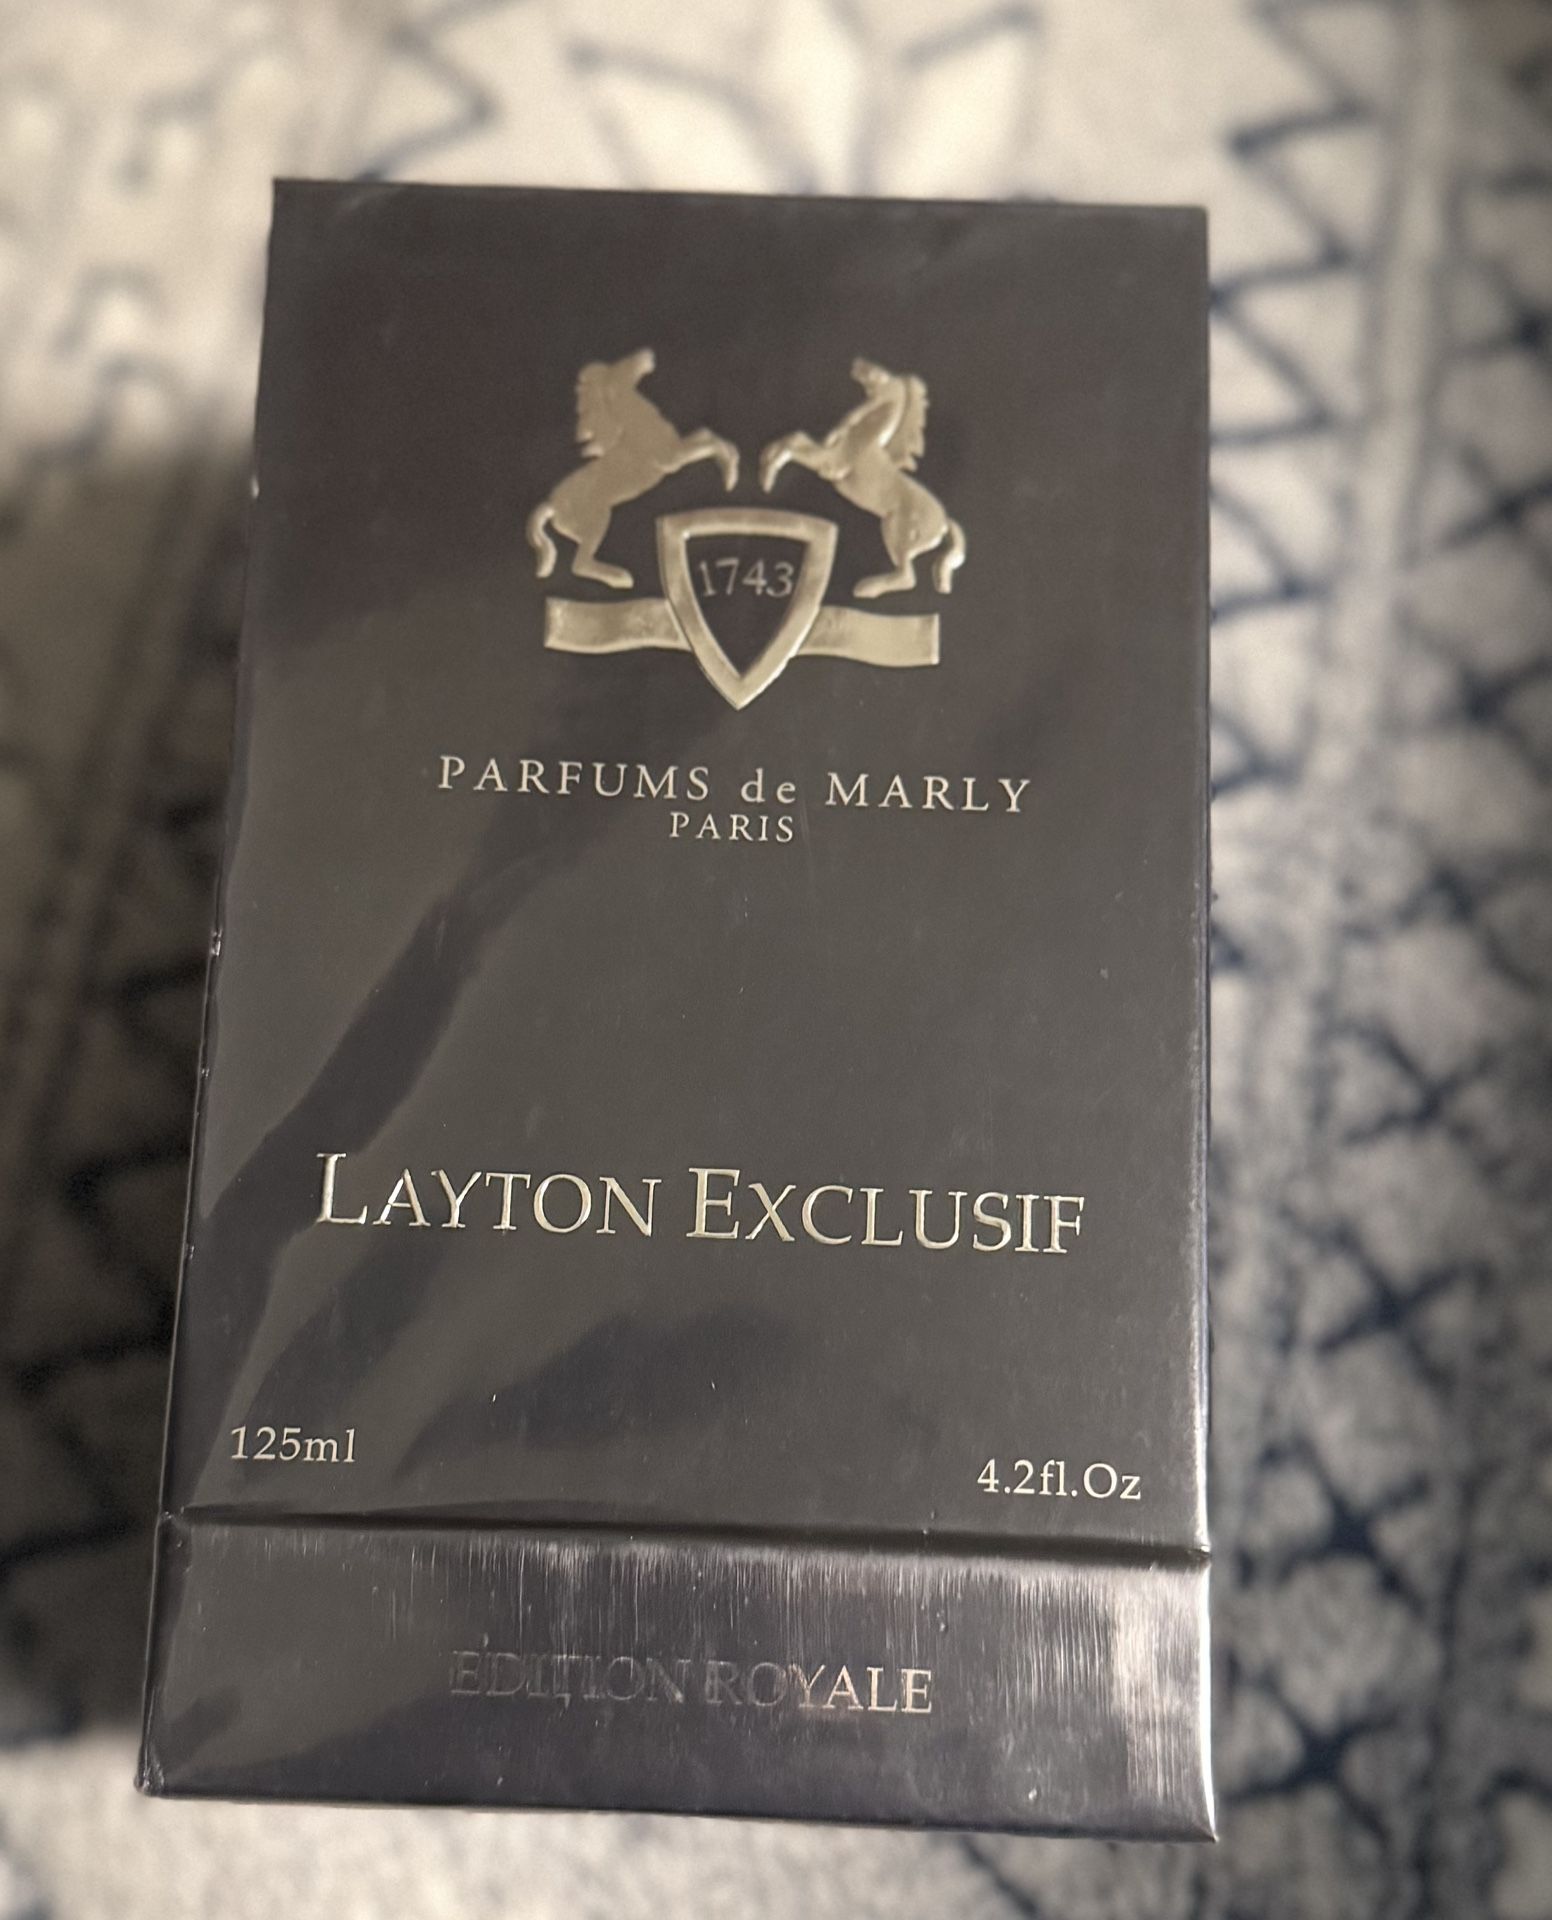 1743
PARFUMS de MARLY
PARIS
LAYTON EXCLUSIF
125ml
4.2fl.Oz
EDITION ROYALE